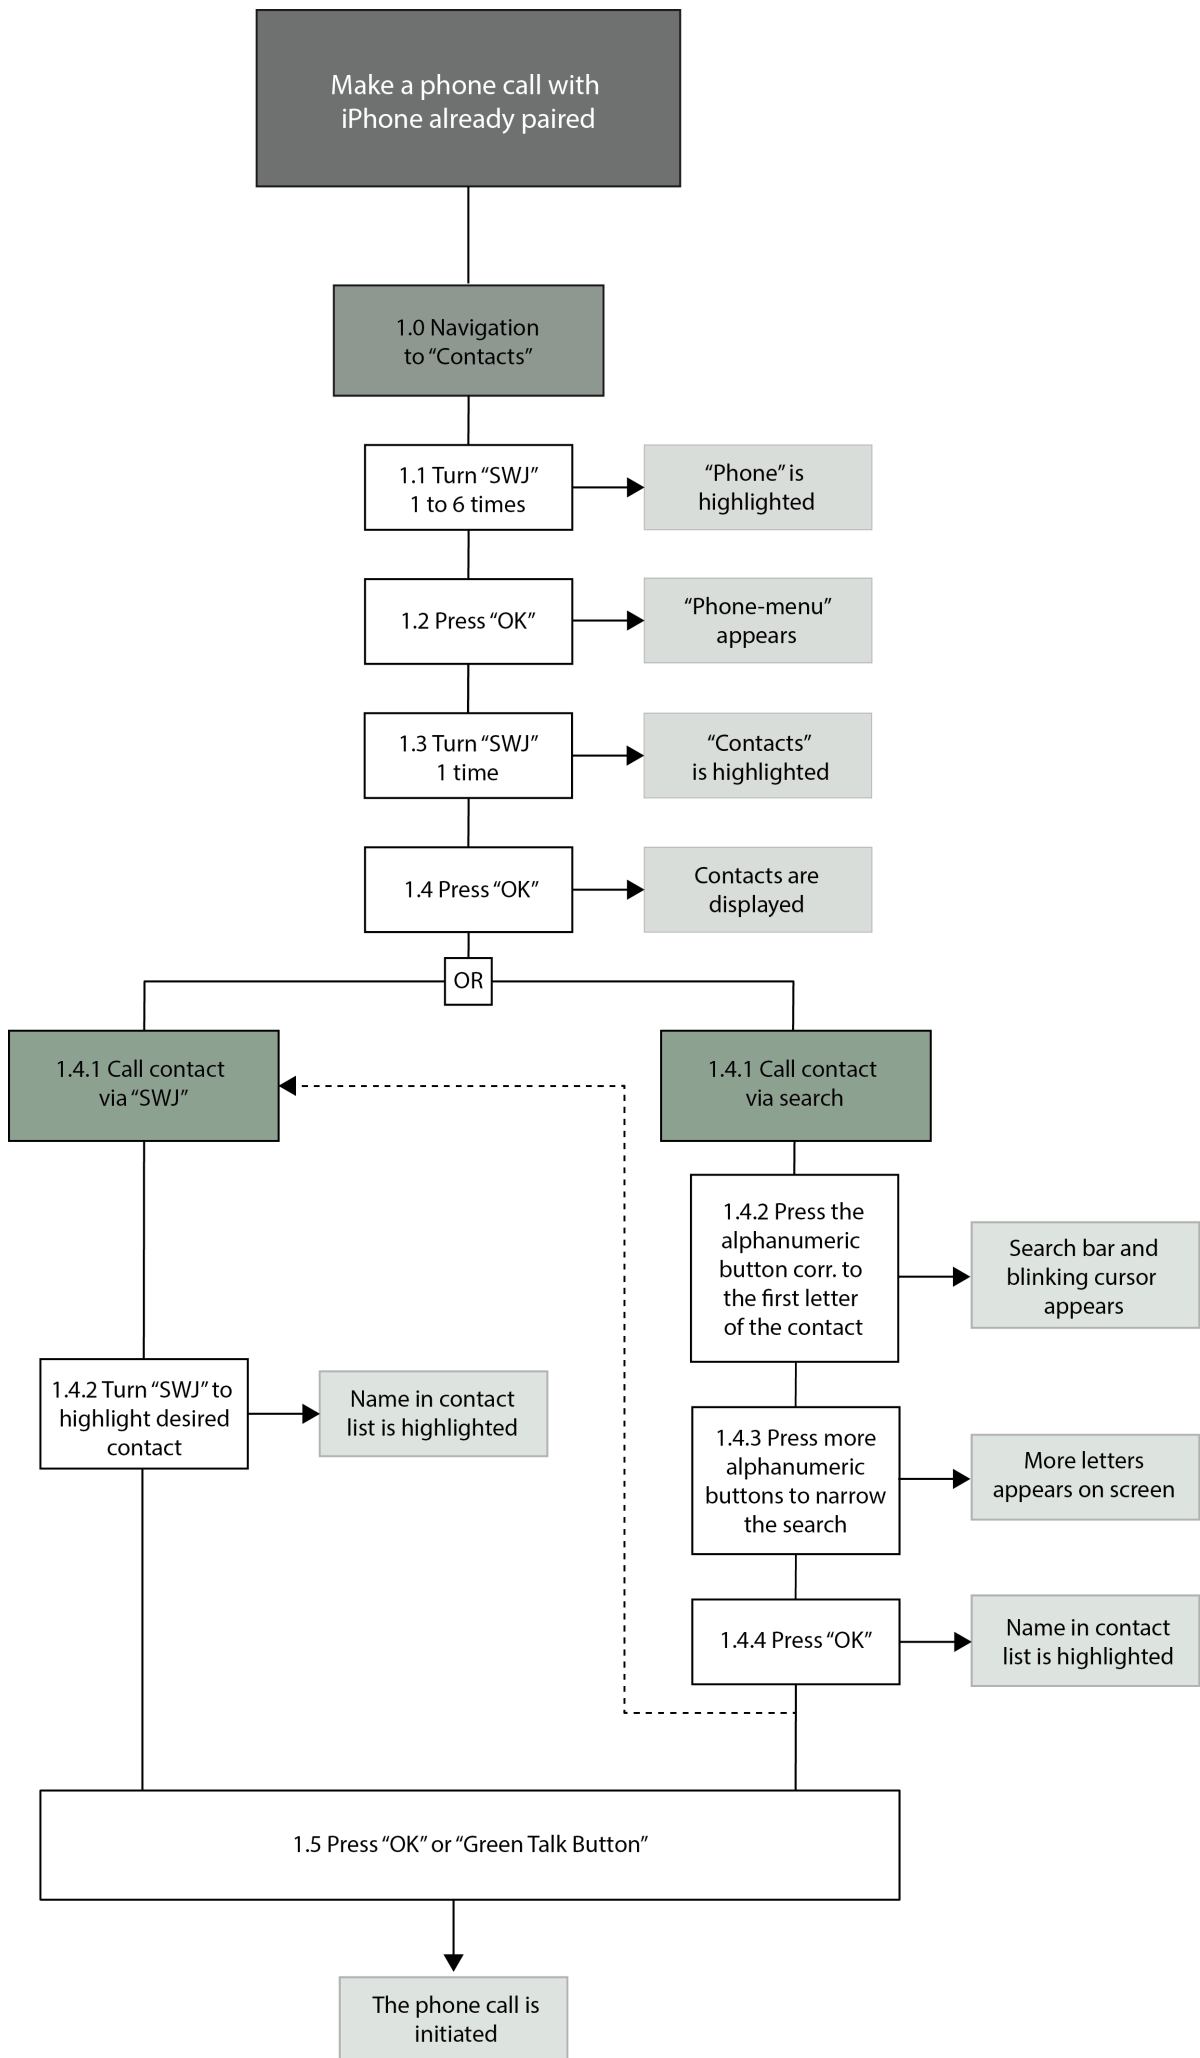 Make a phone call with
iPhone already paired
1.0 Navigation
to “Contacts”
1.1 Turn “SWJ”
1 to 6 times
“Phone” is
highlighted
1.2 Press “OK”
“Phone-menu”
appears
1.3 Turn “SWJ”
1 time
“Contacts”
is highlighted
1.4 Press “OK”
Contacts are
displayed
OR
1.4.1 Call contact
via “SWJ”
1.4.1 Call contact
via search
1.4.2 Press the
alphanumeric
button corr. to
the first letter
of the contact
Search bar and
blinking cursor
appears
1.4.2 Turn “SWJ” to
highlight desired
contact
Name in contact
list is highlighted
1.4.3 Press more
alphanumeric
buttons to narrow
the search
More letters
appears on screen
1.4.4 Press “OK”
Name in contact
list is highlighted
1.5 Press “OK” or “Green Talk Button”
The phone call is
initiated